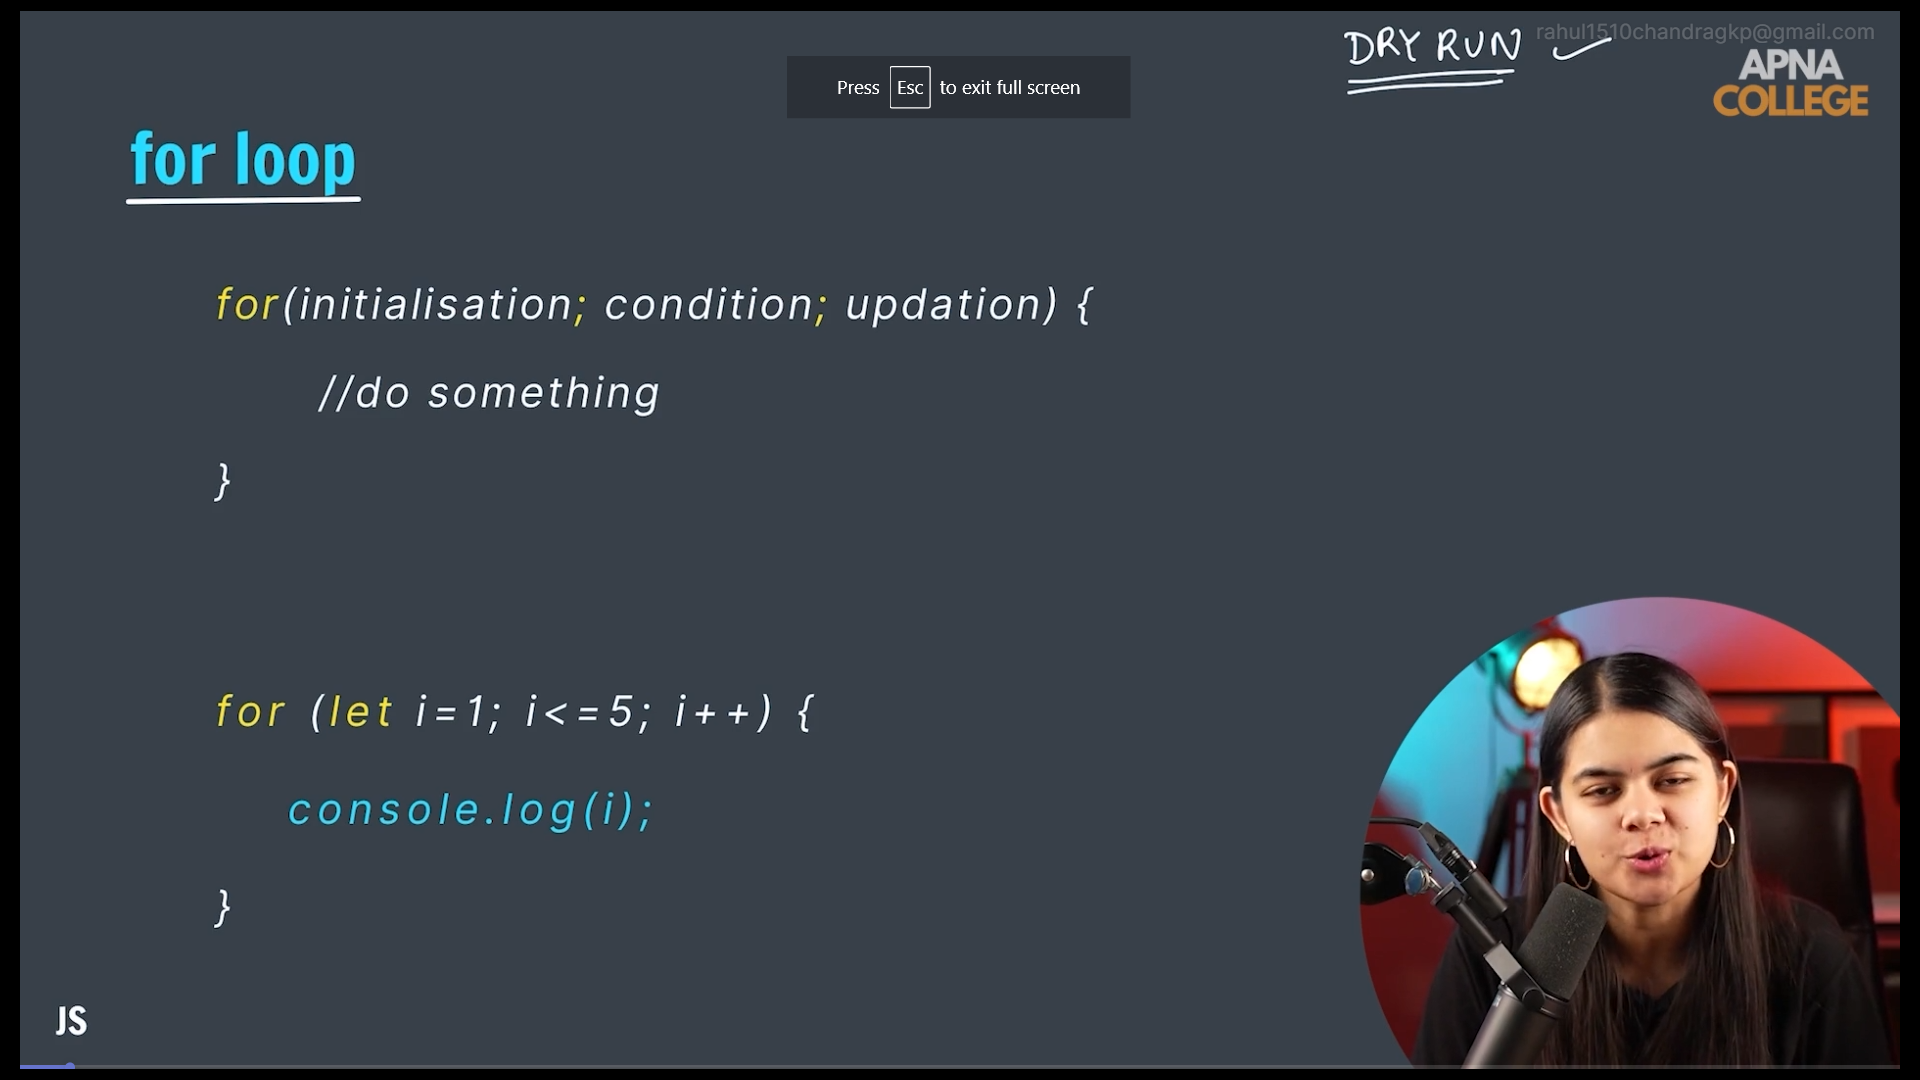 DRY RUN
rahul1510chandragkp@gmail.com
APNA
COLLEGE
Press Esc to exit full screen
for loop
for(initialisation; condition; updation) {
//do something
}
for (let i=1; i<=5; i++) {
console.log(i);
}
JS